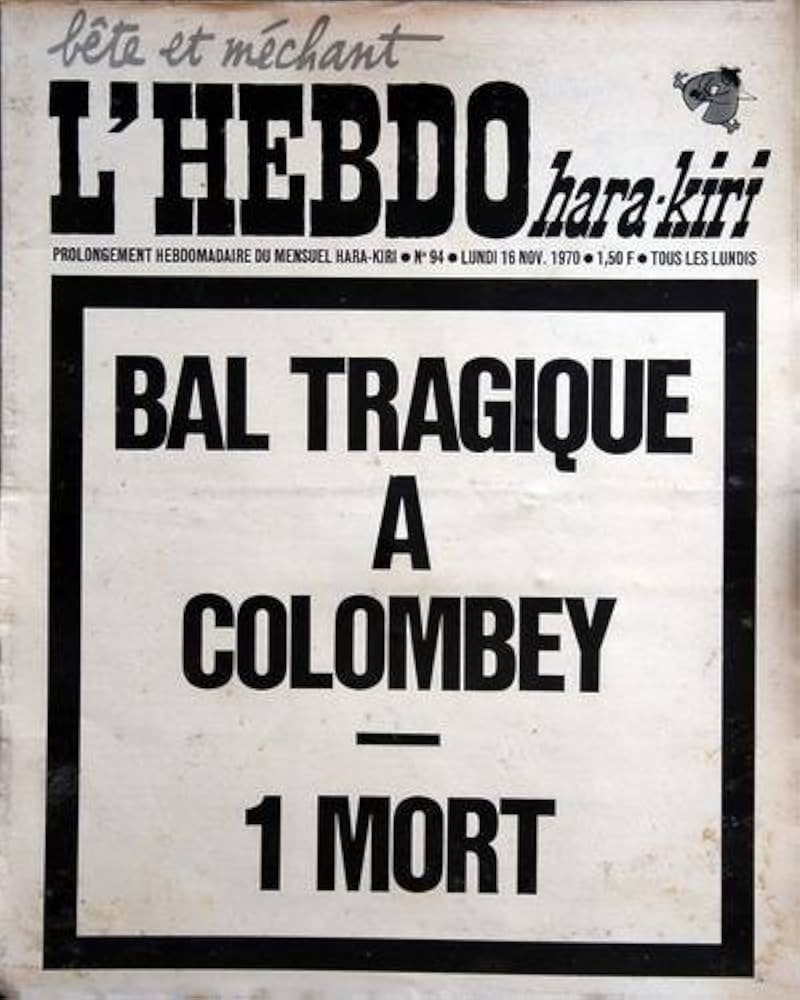 bête et méchant
L'HEBDO hara-kiri
PROLONGEMENT HEBDOMADAIRE DU MENSUEL HARA-KIRI ● N° 94 ● LUNDI 16 NOV. 1970 ● 1,50 F ● TOUS LES LUNDIS
BAL TRAGIQUE
A
COLOMBEY
—
1 MORT